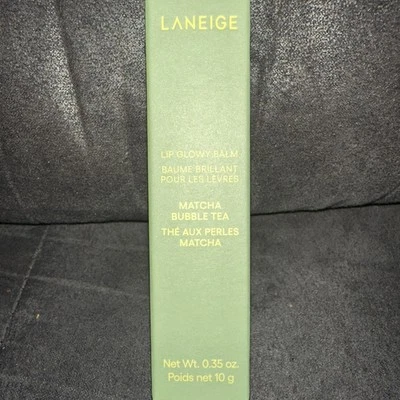 LANEIGE
LIP GLOWY BALM
BAUME BRILLANT
POUR LES LÈVRES
MATCHA
BUBBLE TEA
THÉ AUX PERLES
MATCHA
Net Wt. 0.35 oz.
Poids net 10 g